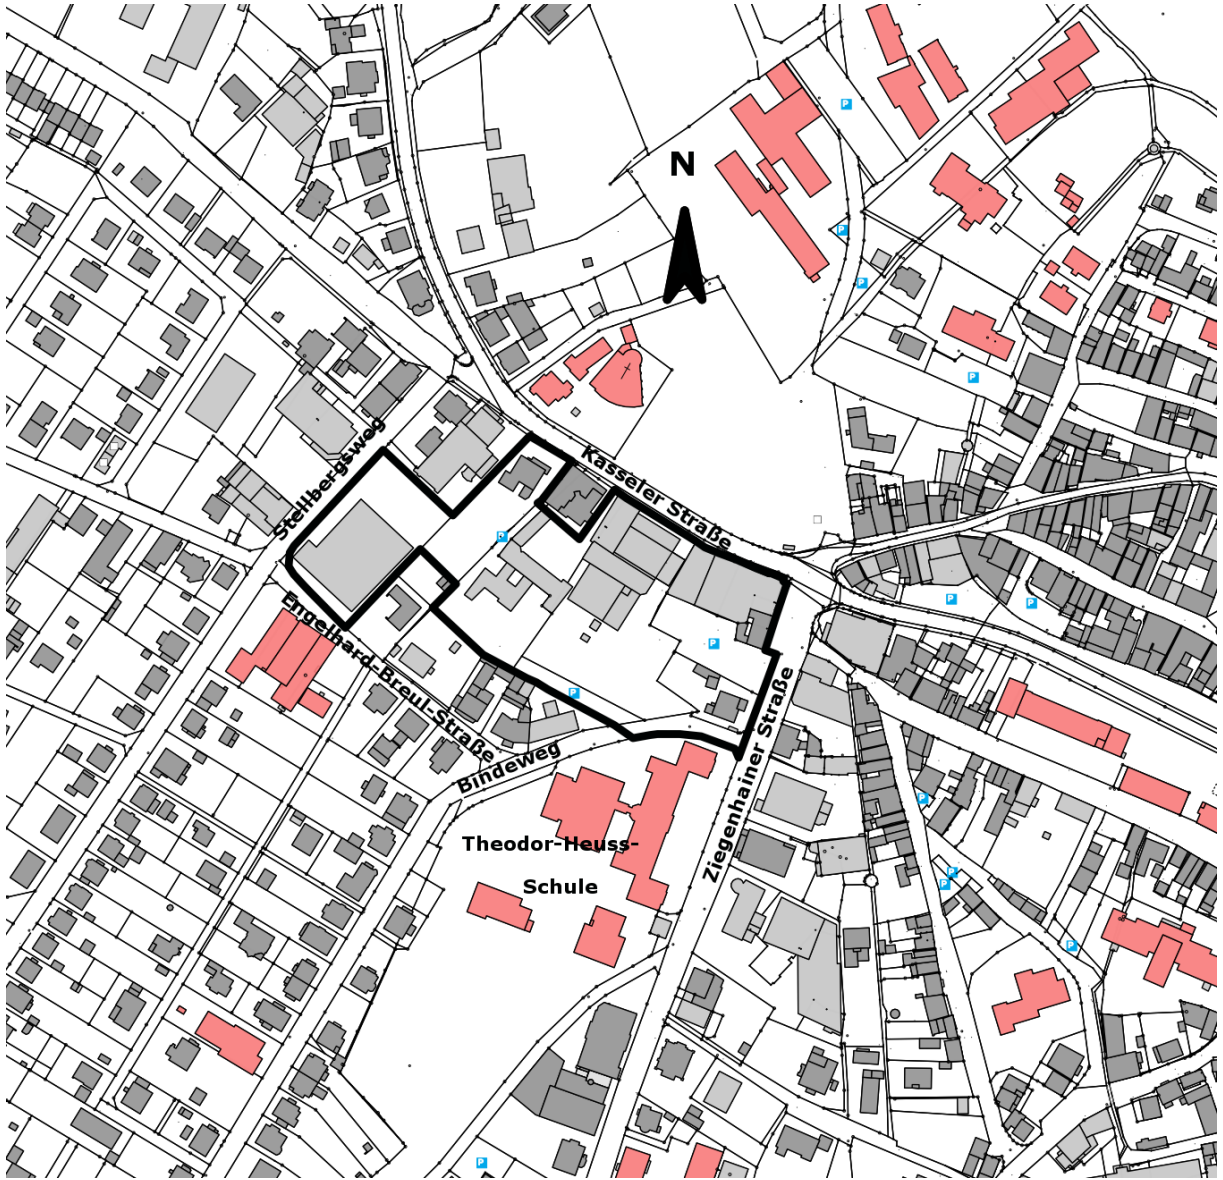 P
N
P
P
P
Stellbergsweg
Kasseler Straße
P
P
P
Engelhard-Breul-Straße
P
P
Ziegenhainer Straße
Bindeweg
P
Theodor-Heuss-
Schule
P
P
P
P